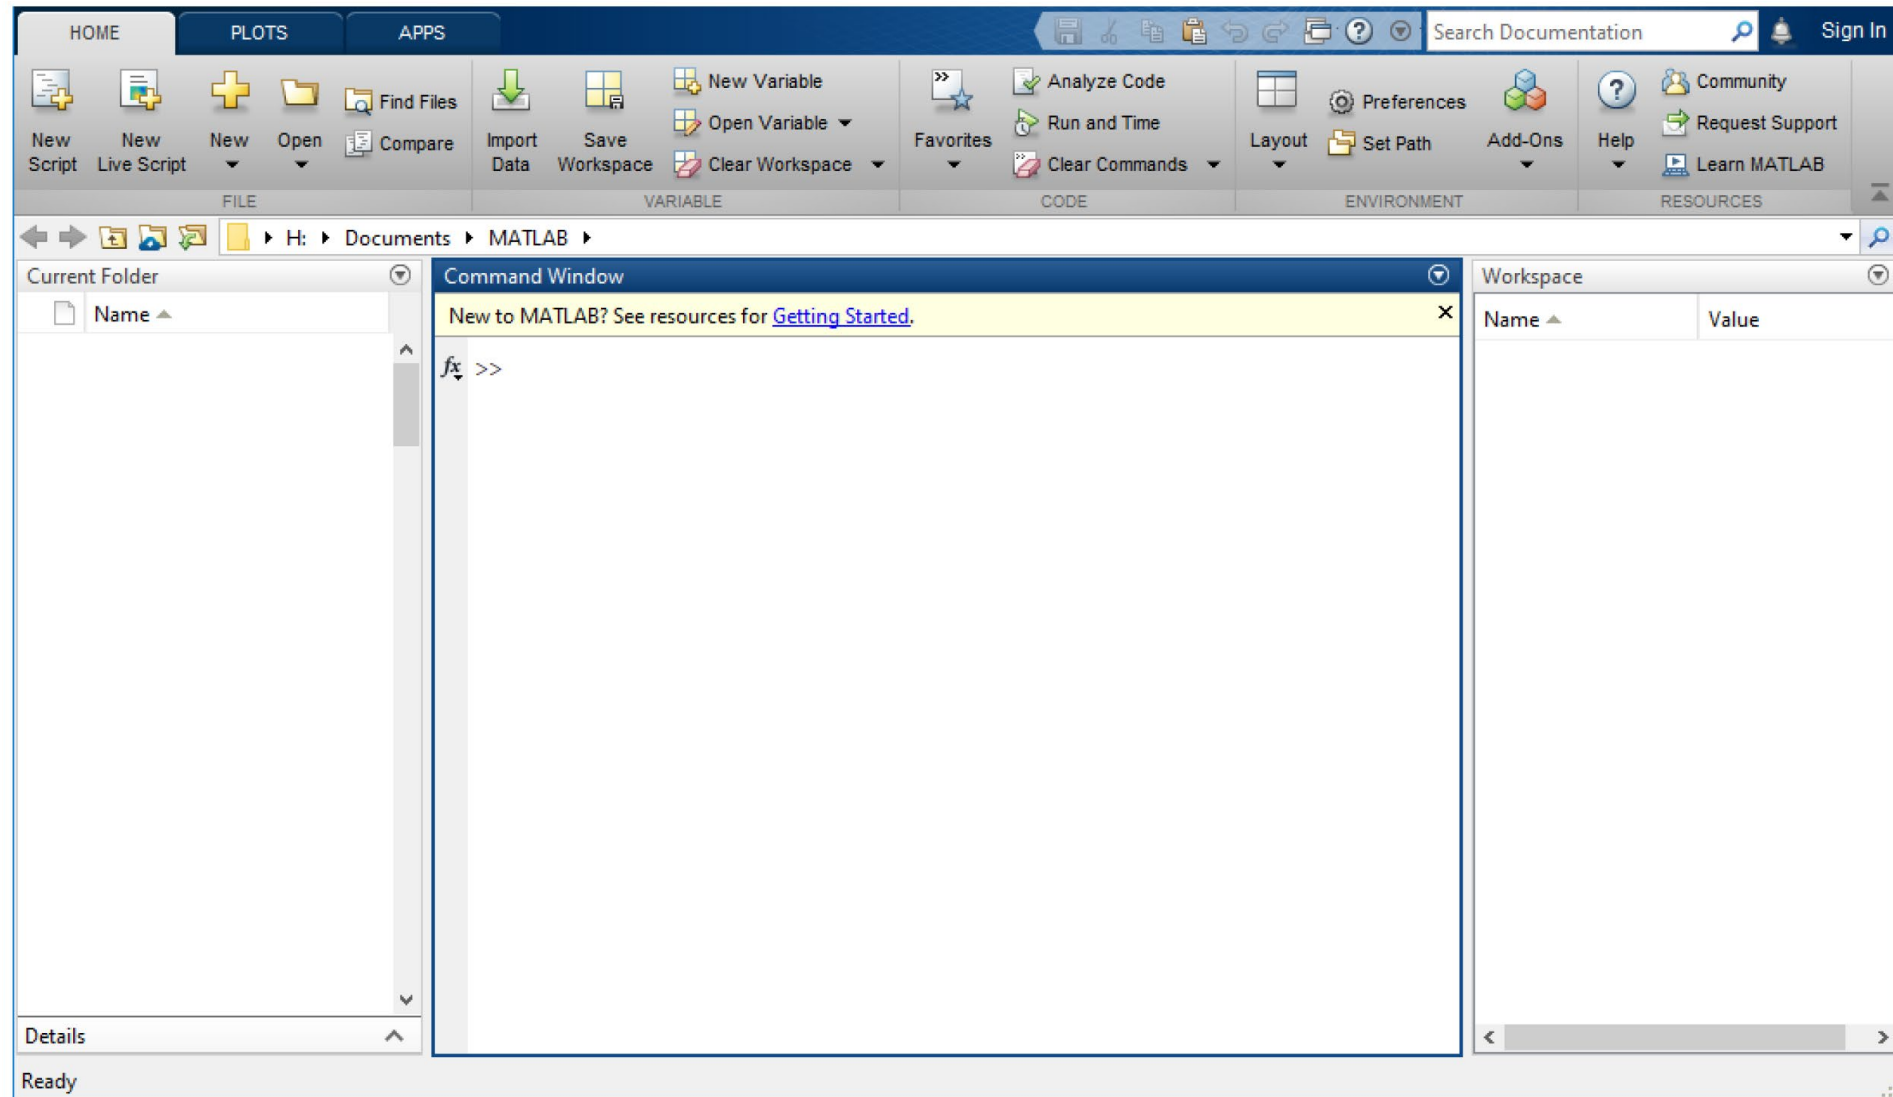 HOME PLOTS APPS Search Documentation Sign In
New Script
New Live Script
New
Open
Find Files
Compare
FILE
Import Data
Save Workspace
New Variable
Open Variable
Clear Workspace
VARIABLE
Favorites
Analyze Code
Run and Time
Clear Commands
CODE
Layout
Preferences
Set Path
Add-Ons
ENVIRONMENT
Help
Community
Request Support
Learn MATLAB
RESOURCES
H: Documents MATLAB
Current Folder
Name
Details
Command Window
New to MATLAB? See resources for Getting Started.
fx >>
Workspace
Name Value
Ready